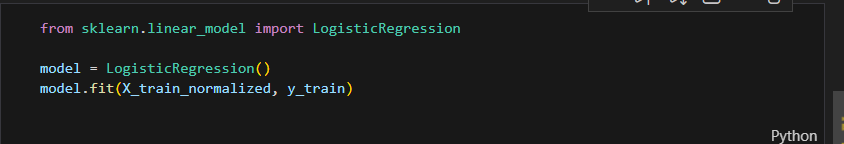 from sklearn.linear_model import LogisticRegression
model = LogisticRegression()
model.fit(X_train_normalized, y_train)
Python